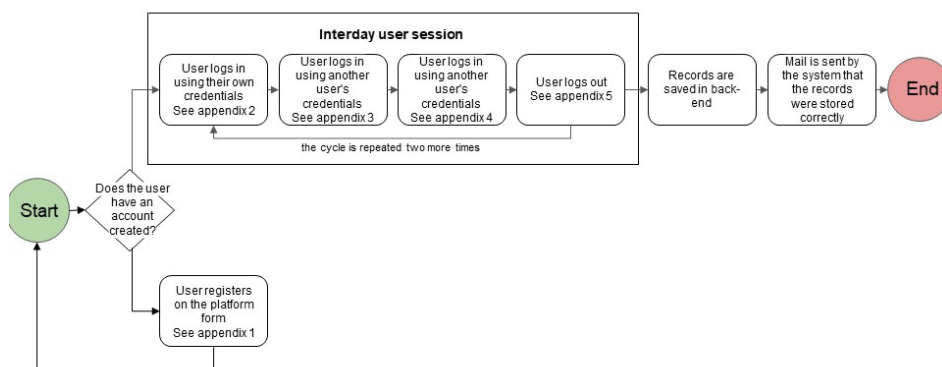 Interday user session
User logs in
using their own
credentials
See appendix 2
User logs in
using another
user's
credentials
See appendix 3
User logs in
using another
user's
credentials
See appendix 4
User logs out
See appendix 5
the cycle is repeated two more times
Records are
saved in back-
end
Mail is sent by
the system that
the records
were stored
correctly
End
Start
Does the user
have an
account
created?
User registers
on the platform
form
See appendix 1